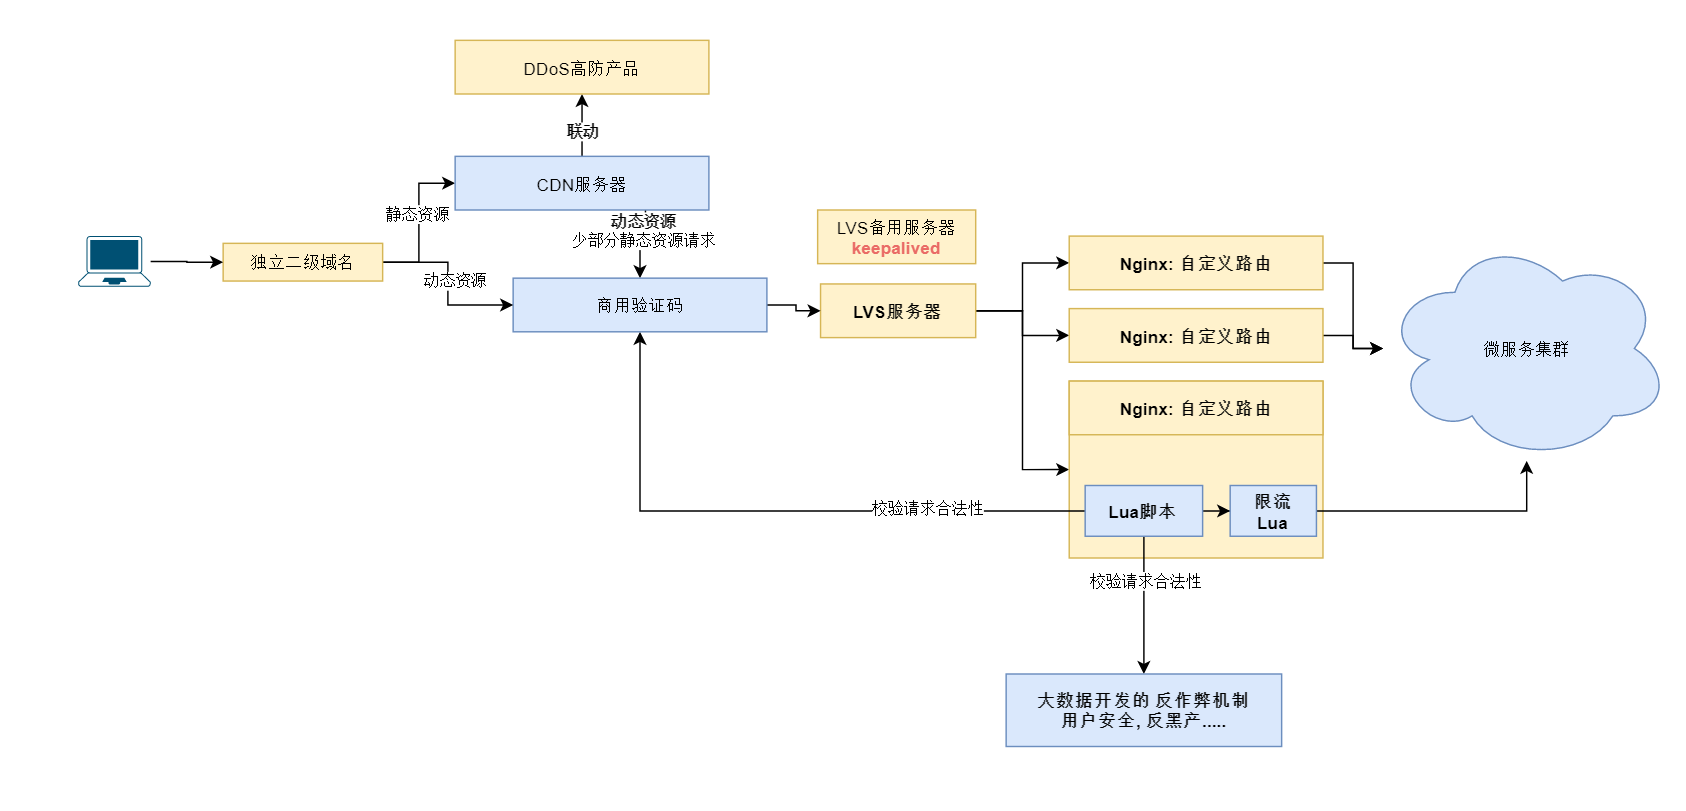 DDoS高防产品
联动
CDN服务器
静态资源
动态资源
少部分静态资源请求
独立二级域名
动态资源
商用验证码
LVS备用服务器
keepalived
LVS服务器
Nginx: 自定义路由
Nginx: 自定义路由
Nginx: 自定义路由
微服务集群
校验请求合法性
Lua脚本
限流
Lua
校验请求合法性
大数据开发的 反作弊机制
用户安全, 反黑产.....